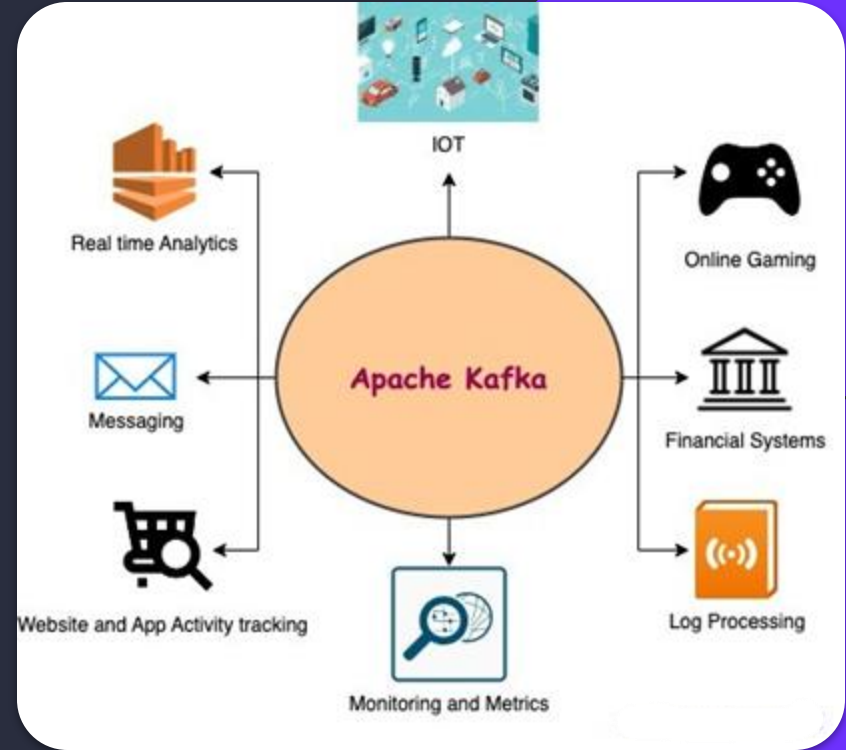 IOT
Real time Analytics
Online Gaming
Apache Kafka
Messaging
Financial Systems
Website and App Activity tracking
Log Processing
Monitoring and Metrics